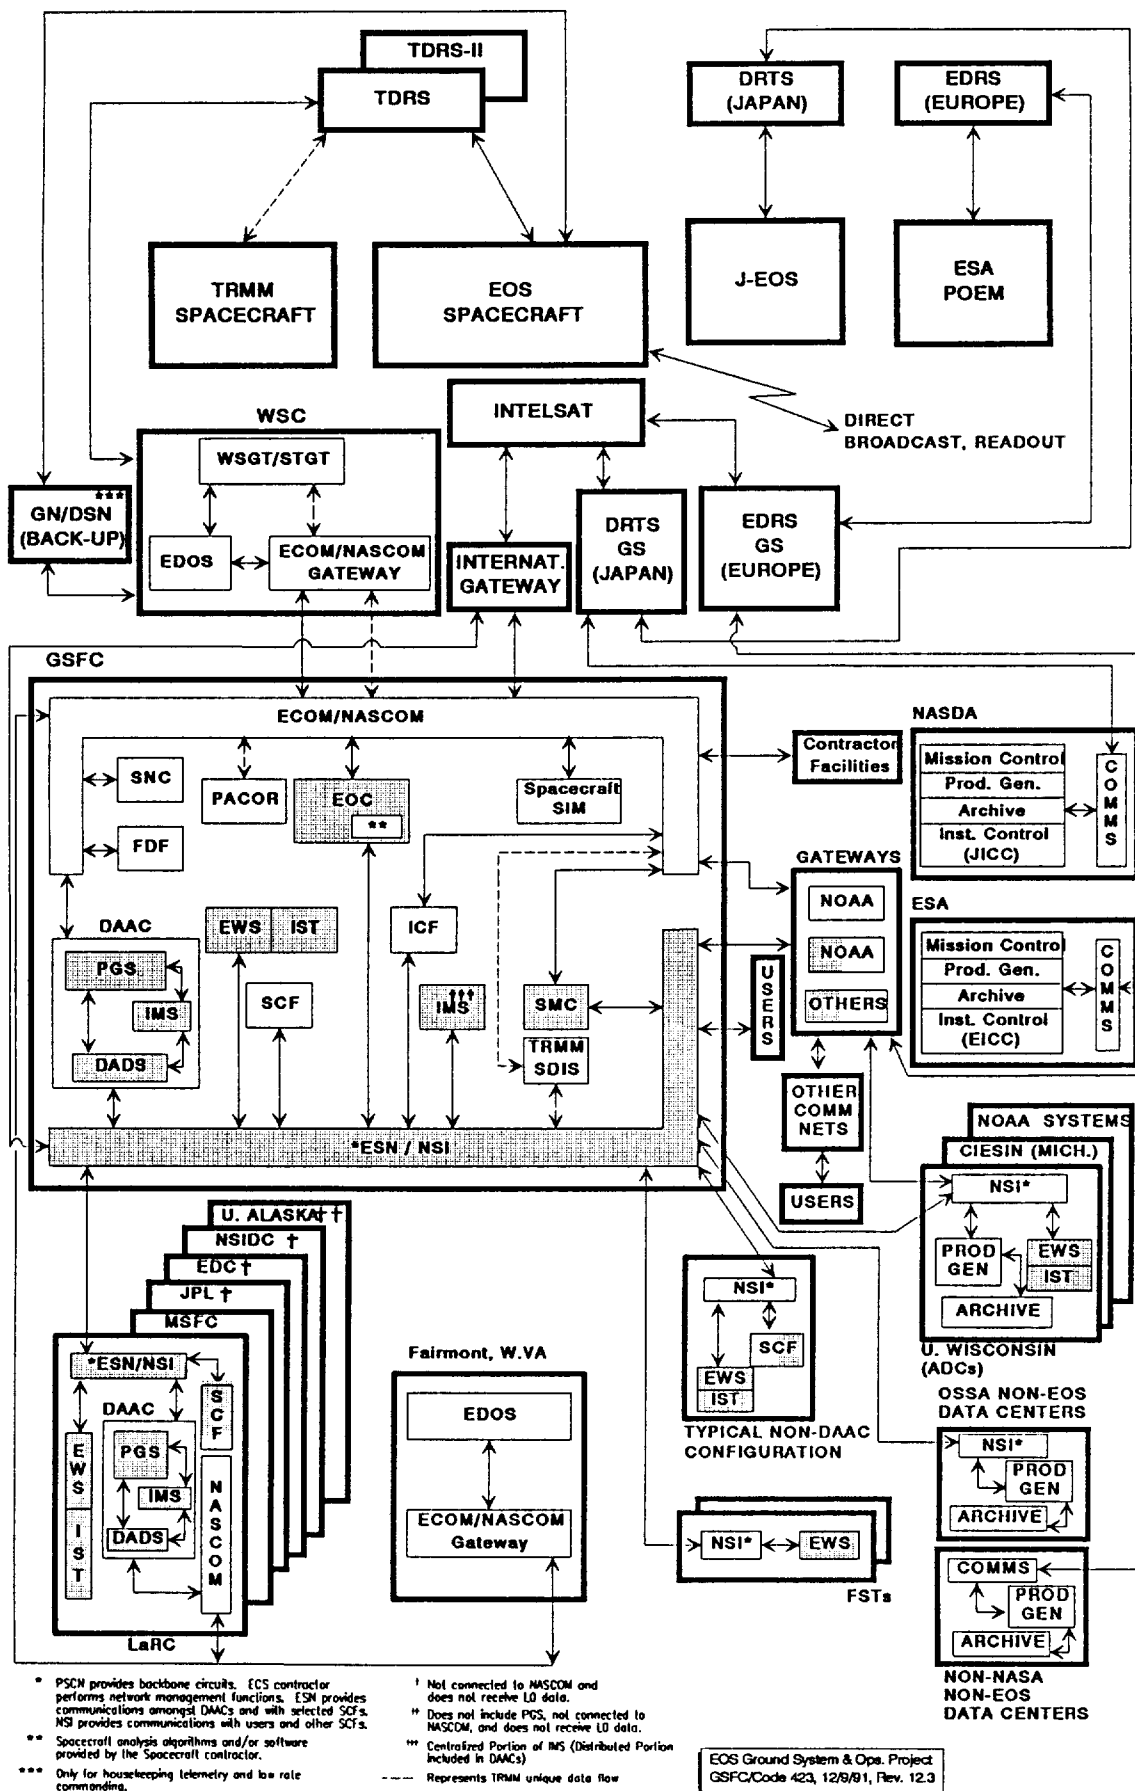 TDRS-II
TDRS
DRTS
(JAPAN)
EDRS
(EUROPE)
TRMM
SPACECRAFT
EOS
SPACECRAFT
J-EOS
ESA
POEM
INTELSAT
DIRECT
BROADCAST, READOUT
WSC
WSGT/STGT
EDOS
ECOM/NASCOM
GATEWAY
***
GN/DSN
(BACK-UP)
INTERNAT.
GATEWAY
DRTS
GS
(JAPAN)
EDRS
GS
(EUROPE)
GSFC
ECOM/NASCOM
SNC
FDF
PACOR
EOC
**
Spacecraft
SIM
Contractor
Facilities
NASDA
Mission Control
Prod. Gen.
Archive
Inst. Control
(JICC)
COMMS
GATEWAYS
NOAA
NOAA
OTHERS
ESA
Mission Control
Prod. Gen.
Archive
Inst. Control
(EICC)
COMMS
DAAC
PGS
IMS
DADS
EWS IST
SCF
ICF
†††
IMS
SMC
TRMM
SDIS
USERS
*ESN / NSI
OTHER
COMM
NETS
USERS
NOAA SYSTEMS
CIESIN (MICH.)
NSI*
PROD
GEN
EWS
IST
ARCHIVE
U. WISCONSIN
(ADCs)
U. ALASKA††
NSIDC †
EDC †
JPL †
MSFC
*ESN/NSI
SCF
DAAC
EWS
IST
PGS
IMS
DADS
NASCOM
LaRC
Fairmont, W.VA
EDOS
ECOM/NASCOM
Gateway
NSI*
SCF
EWS
IST
TYPICAL NON-DAAC
CONFIGURATION
NSI*
EWS
FSTs
OSSA NON-EOS
DATA CENTERS
NSI*
PROD
GEN
ARCHIVE
COMMS
PROD
GEN
ARCHIVE
NON-NASA
NON-EOS
DATA CENTERS
* PSCN provides backbone circuits. ECS contractor
performs network management functions. ESN provides
communications amongst DAACs and with selected SCFs.
NSI provides communications with users and other SCFs.
** Spacecraft analysis algorithms and/or software
provided by the Spacecraft contractor.
*** Only for housekeeping telemetry and low rate
commanding.
† Not connected to NASCOM and
does not receive L0 data.
†† Does not include PGS, not connected to
NASCOM, and does not receive L0 data.
††† Centralized Portion of IMS (Distributed Portion
included in DAACs)
----- Represents TRMM unique data flow
EOS Ground System & Ops. Project
GSFC/Code 423, 12/9/91, Rev. 12.3